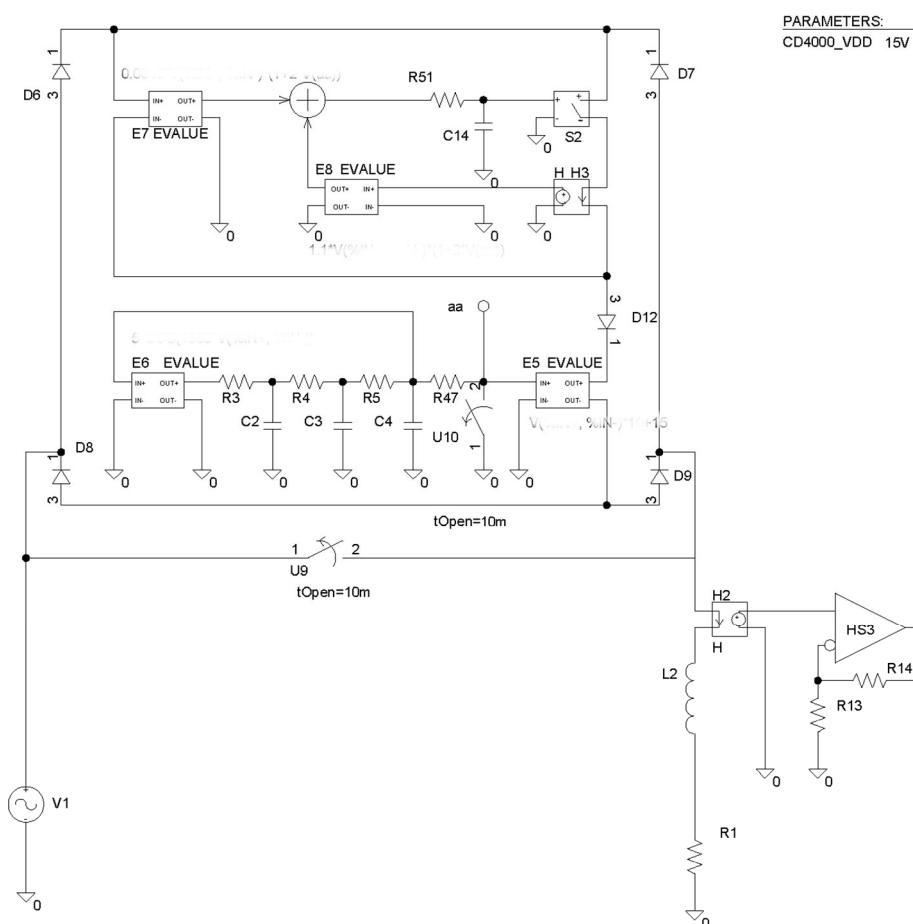 PARAMETERS:
CD4000_VDD 15V
1 1
D6 3 3 D7
R51
IN+ OUT+
IN- OUT-
E7 EVALUE
+ +
- -
S2
C14
0
0
E8 EVALUE
OUT+ IN+
OUT- IN-
H H3
0 0 0 0
aa
3
D12
1
E6 EVALUE
IN+ OUT+
IN- OUT-
R3 R4 R5 R47
2
E5 EVALUE
IN+ OUT+
IN- OUT-
C2 C3 C4
U10
1
D8
1
3
0 0 0 0 0 0 0
1
D9
3
tOpen=10m
1 2
U9
tOpen=10m
H2
H
HS3
L2
R14
R13
0 0
+
-
V1
R1
0
0